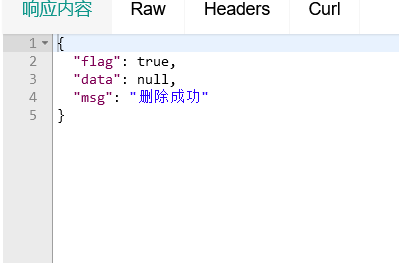 响应内容 Raw Headers Curl
1 {
2 "flag": true,
3 "data": null,
4 "msg": "删除成功"
5 }